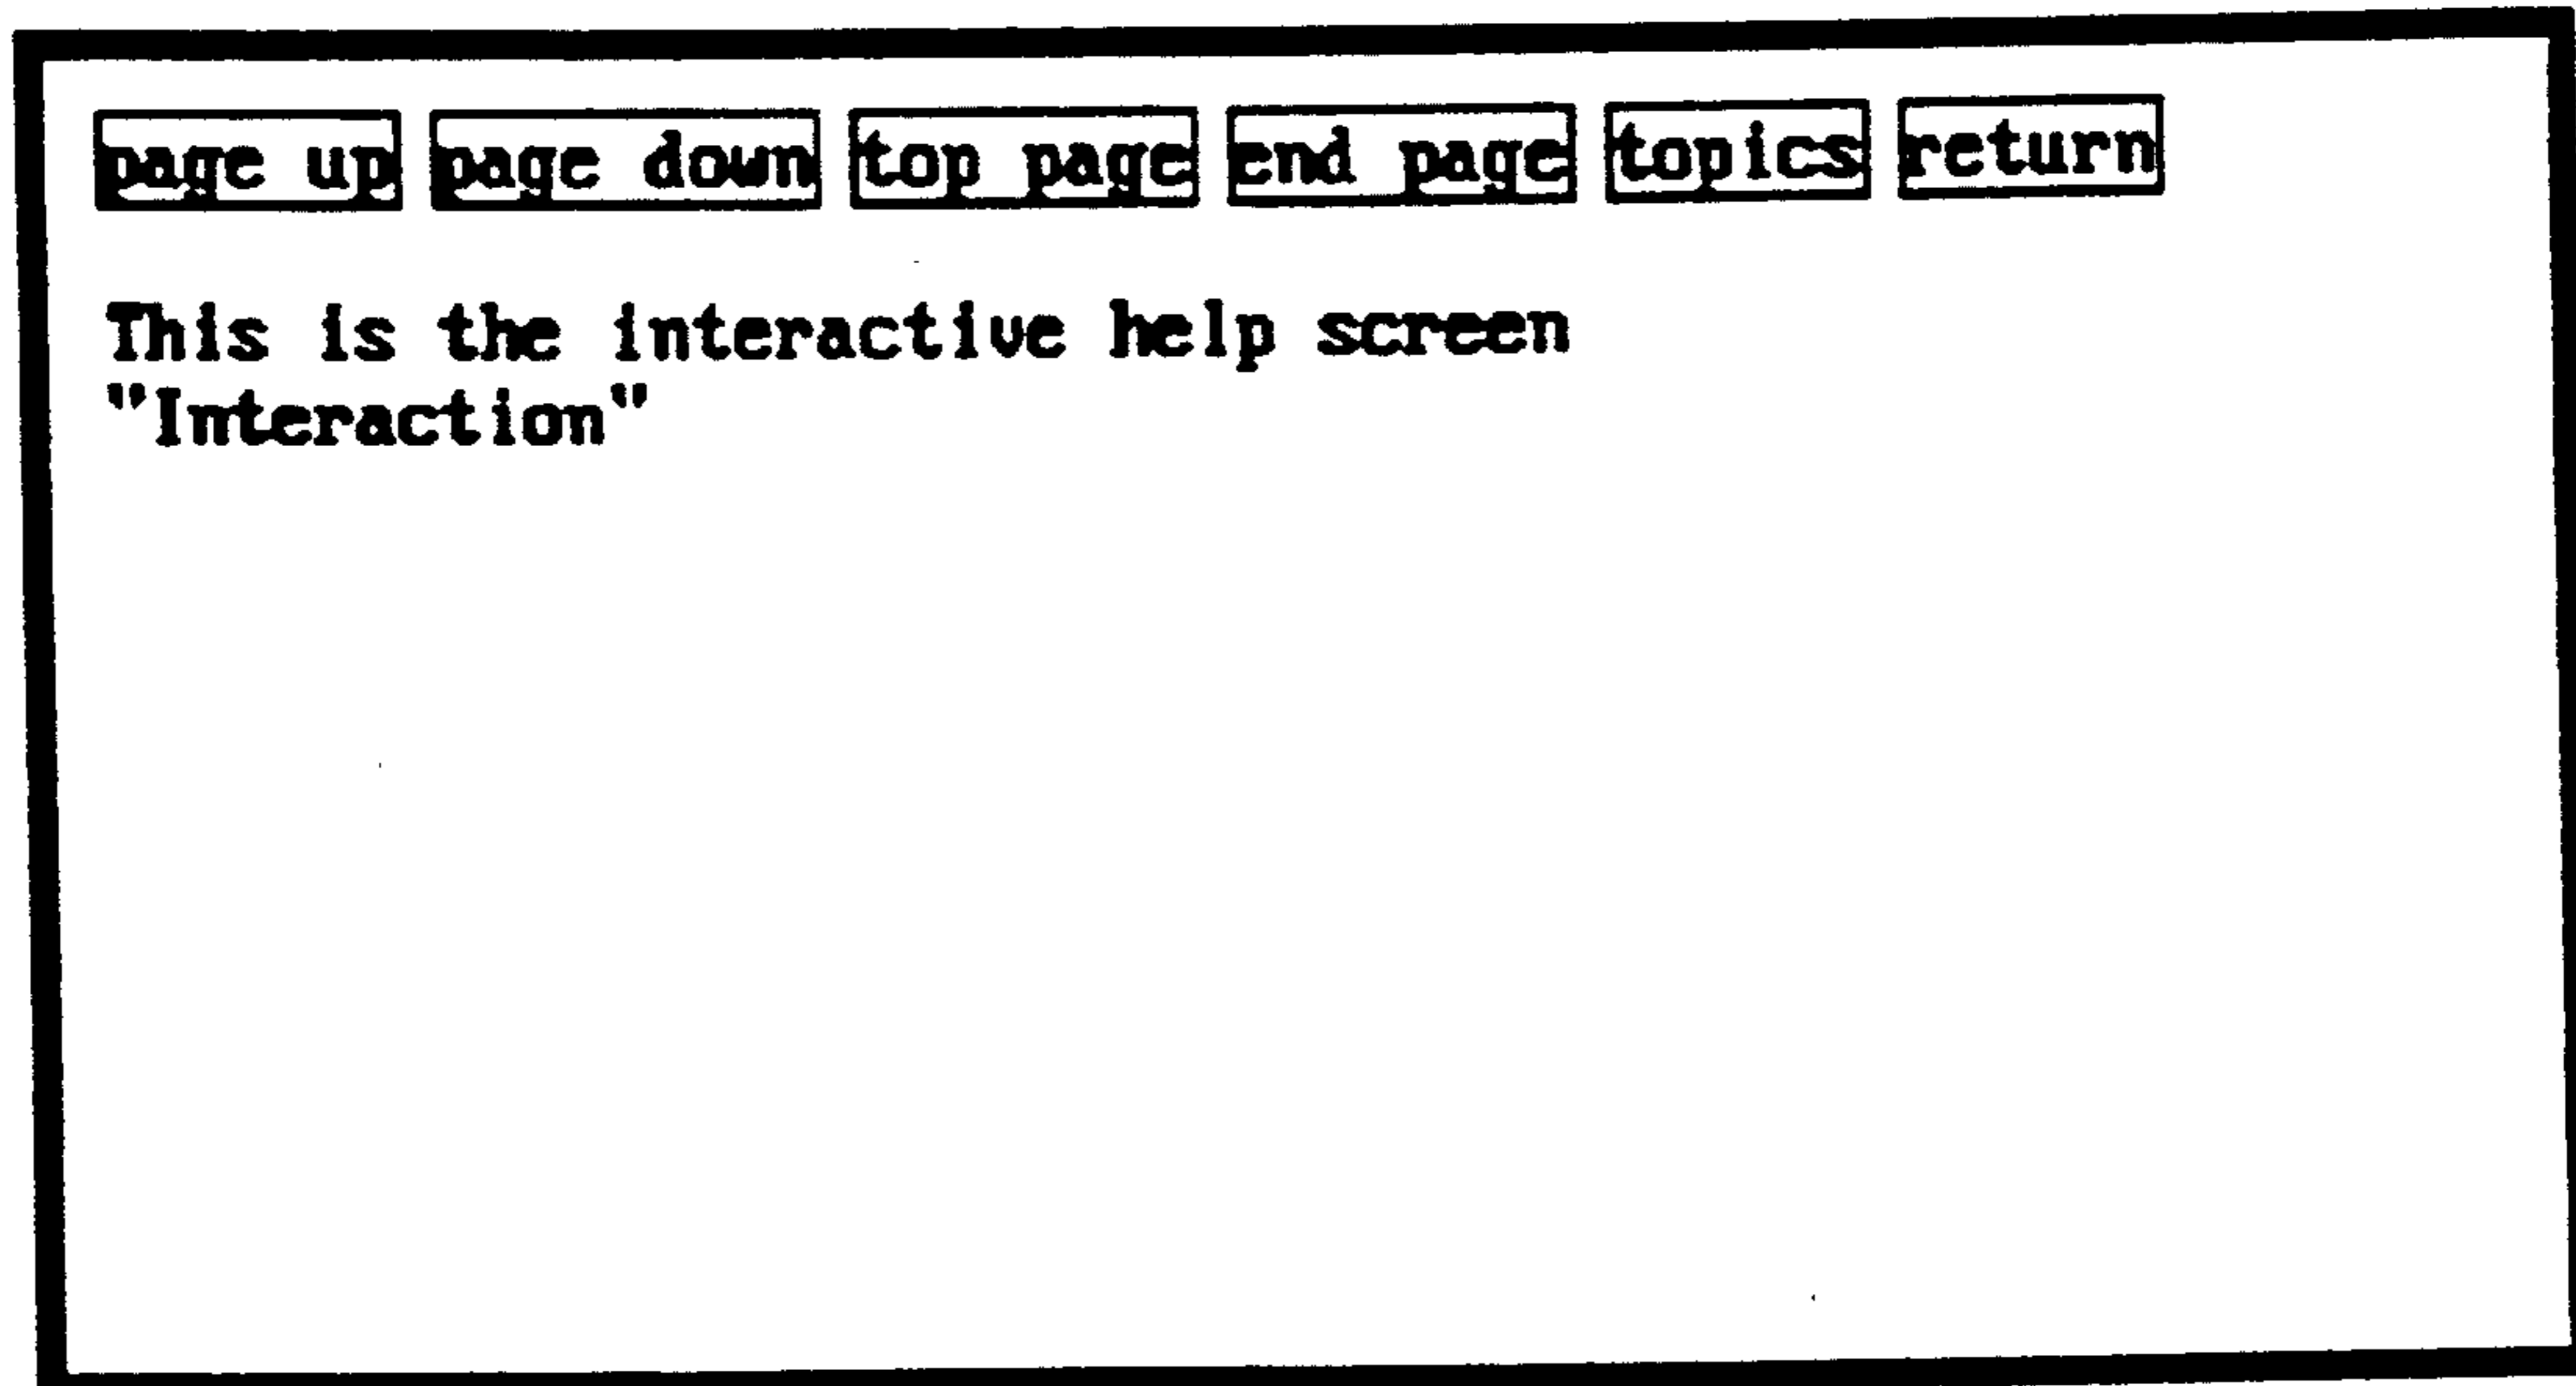 page up page down top page end page topics return
This is the interactive help screen
"Interaction"